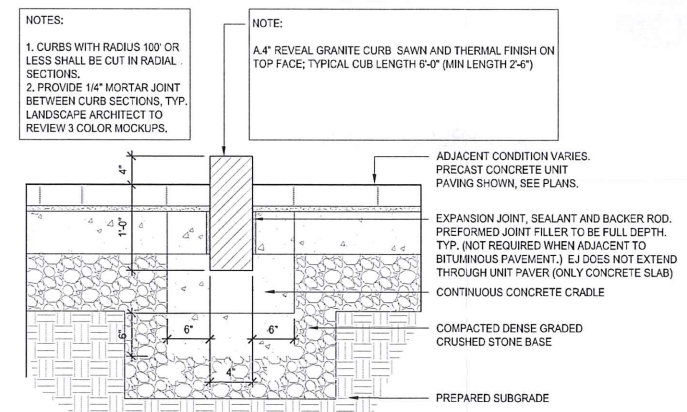 NOTES:
1. CURBS WITH RADIUS 100' OR
LESS SHALL BE CUT IN RADIAL
SECTIONS.
2. PROVIDE 1/4" MORTAR JOINT
BETWEEN CURB SECTIONS, TYP.
LANDSCAPE ARCHITECT TO
REVIEW 3 COLOR MOCKUPS.
NOTE:
A.4" REVEAL GRANITE CURB SAWN AND THERMAL FINISH ON
TOP FACE; TYPICAL CUB LENGTH 6'-0" (MIN LENGTH 2'-6")
4"
1'-0"
6"
6"
6"
4"
ADJACENT CONDITION VARIES.
PRECAST CONCRETE UNIT
PAVING SHOWN, SEE PLANS.
EXPANSION JOINT, SEALANT AND BACKER ROD.
PREFORMED JOINT FILLER TO BE FULL DEPTH.
TYP. (NOT REQUIRED WHEN ADJACENT TO
BITUMINOUS PAVEMENT.) EJ DOES NOT EXTEND
THROUGH UNIT PAVER (ONLY CONCRETE SLAB)
CONTINUOUS CONCRETE CRADLE
COMPACTED DENSE GRADED
CRUSHED STONE BASE
PREPARED SUBGRADE